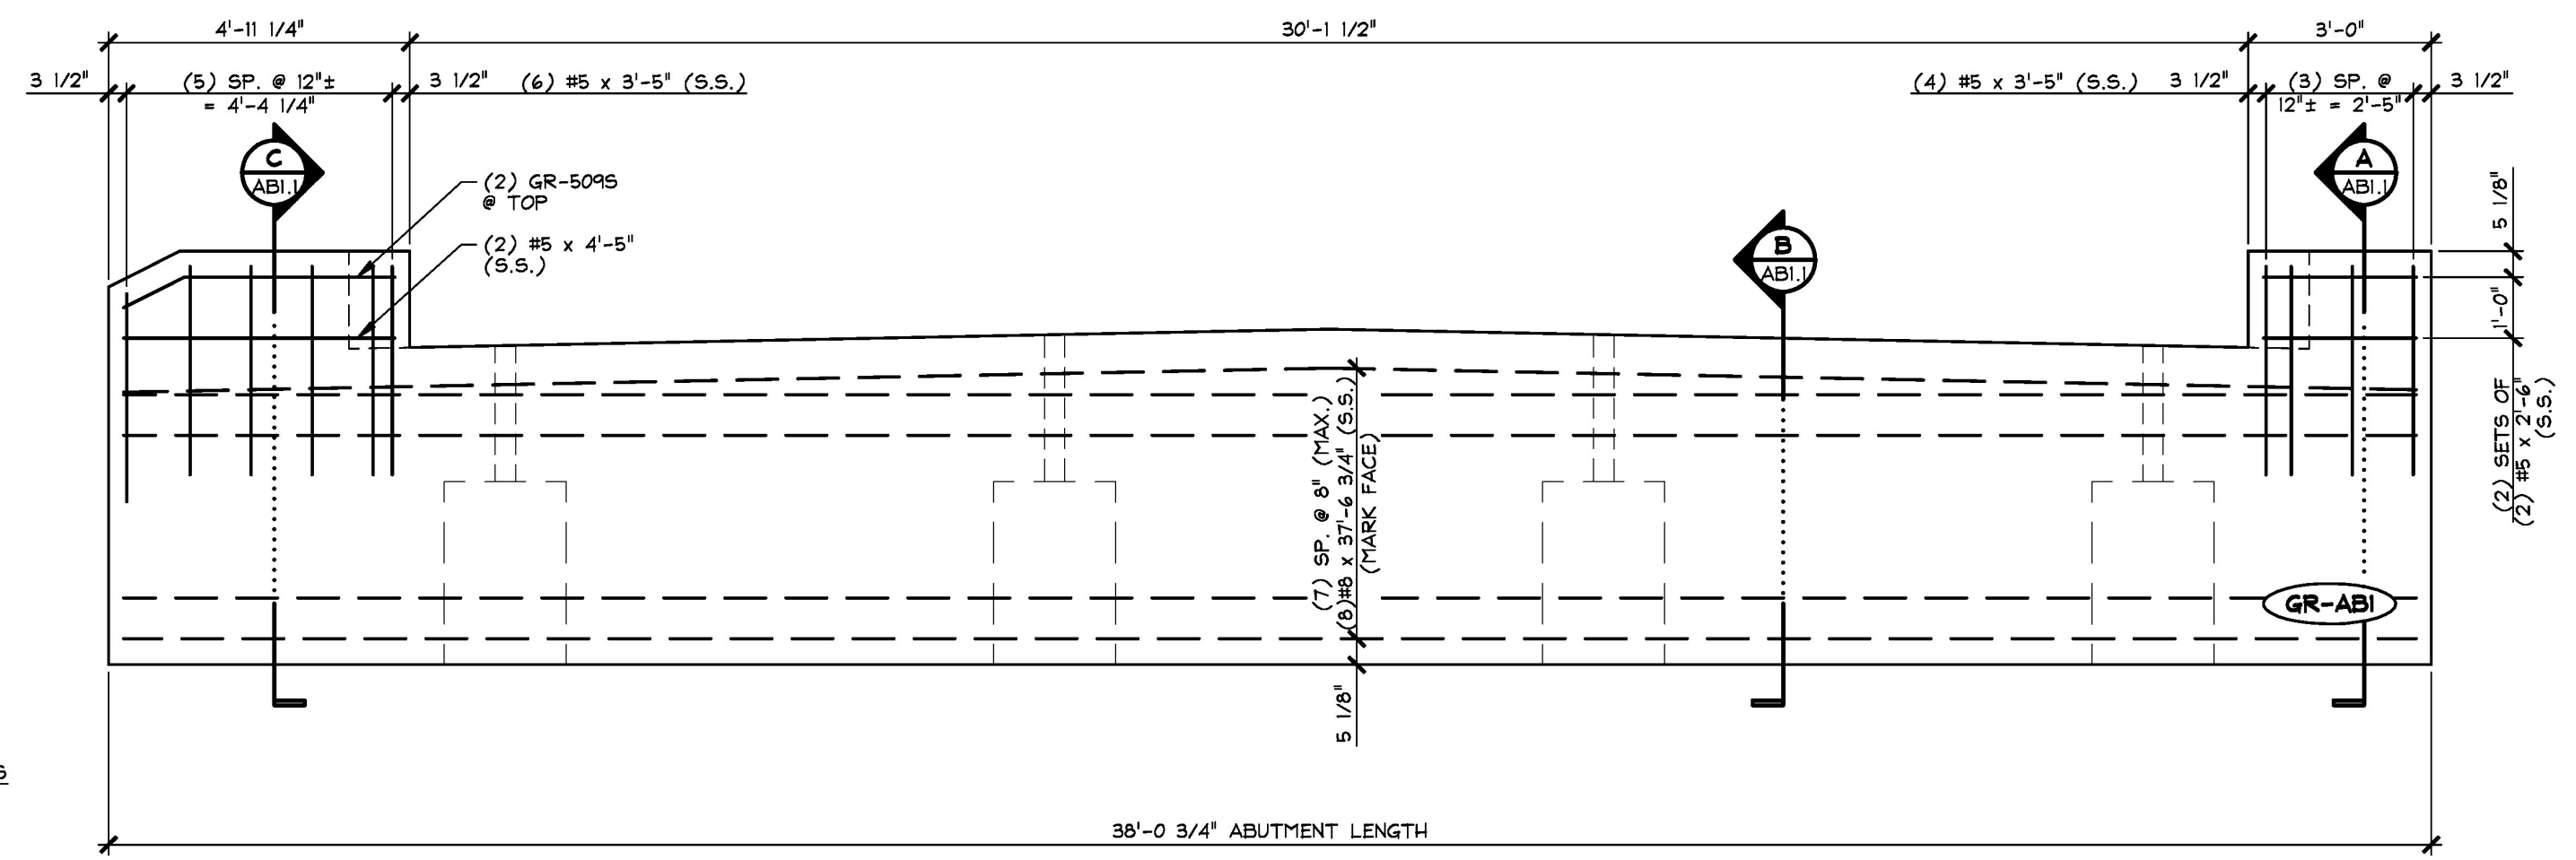 4'-11 1/4"
30'-1 1/2"
3'-0"
3 1/2"
(5) SP. @ 12"±
= 4'-4 1/4"
3 1/2"
(6) #5 x 3'-5" (S.S.)
(4) #5 x 3'-5" (S.S.)
3 1/2"
(3) SP. @
12"± = 2'-5"
3 1/2"
C
AB1.1
(2) GR-509S
@ TOP
(2) #5 x 4'-5"
(S.S.)
B
AB1.1
A
AB1.1
5 1/8"
1'-0"
(2) SETS OF
(2) #5 x 2'-6"
(S.S.)
(7) SP. @ 8" (MAX.)
(8)#8 x 37'-6 3/4" (S.S.)
(MARK FACE)
5 1/8"
GR-AB1
S
38'-0 3/4" ABUTMENT LENGTH